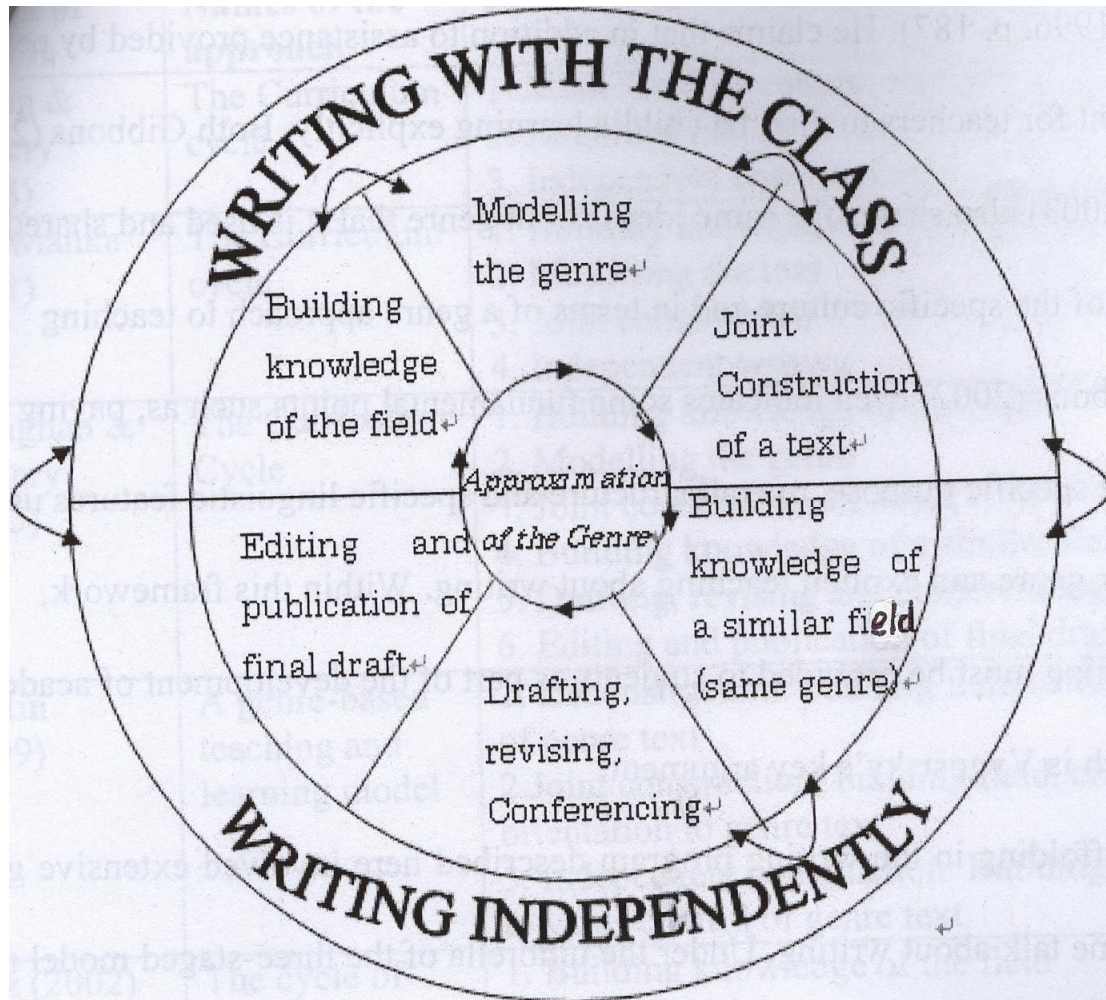 WRITING WITH THE CLASS
Building
knowledge
of the field
Modelling
the genre
Joint
Construction
of a text
Approximation
of the Genre
Building
knowledge of
a similar field
(same genre)
Drafting,
revising,
Conferencing
Editing and
publication of
final draft
WRITING INDEPENDENTLY